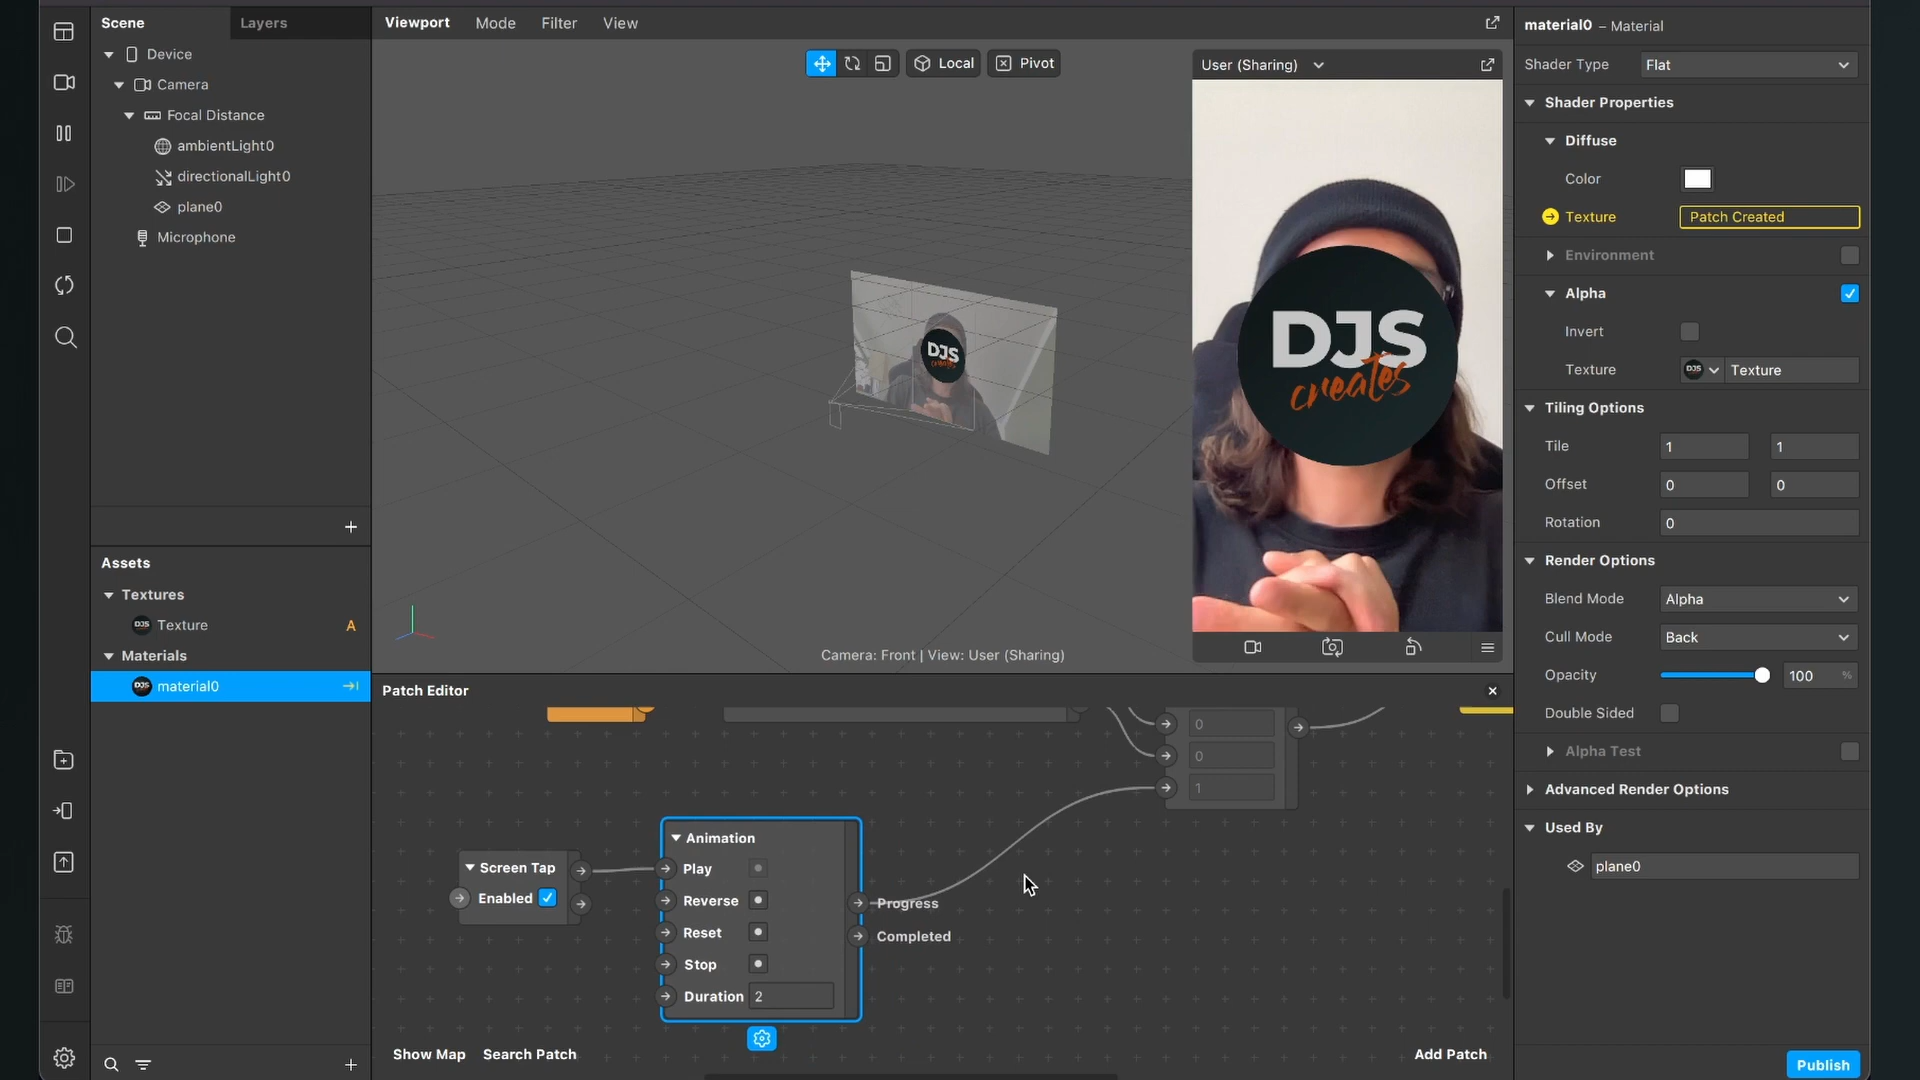 Scene
Layers
Device
Camera
Focal Distance
ambientLight0
directionalLight0
plane0
Microphone
Assets
Textures
DJS Texture A
Materials
DJS material0
Viewport Mode Filter View
Local
Pivot
User (Sharing)
DJS
creates
DJS
creates
Camera: Front | View: User (Sharing)
Patch Editor
0
0
1
Screen Tap
Enabled
Animation
Play
Reverse
Reset
Stop
Duration 2
Progress
Completed
Show Map Search Patch
Add Patch
material0 – Material
Shader Type Flat
Shader Properties
Diffuse
Color
Texture Patch Created
Environment
Alpha
Invert
Texture DJS Texture
Tiling Options
Tile 1 1
Offset 0 0
Rotation 0
Render Options
Blend Mode Alpha
Cull Mode Back
Opacity 100 %
Double Sided
Alpha Test
Advanced Render Options
Used By
plane0
Publish